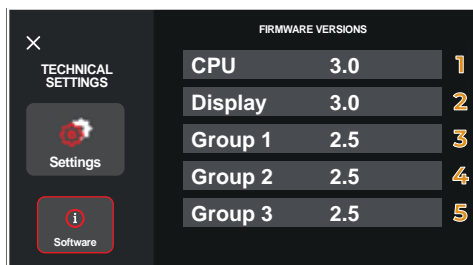 FIRMWARE VERSIONS
TECHNICAL
SETTINGS
Settings
i
Software
CPU 3.0 1
Display 3.0 2
Group 1 2.5 3
Group 2 2.5 4
Group 3 2.5 5